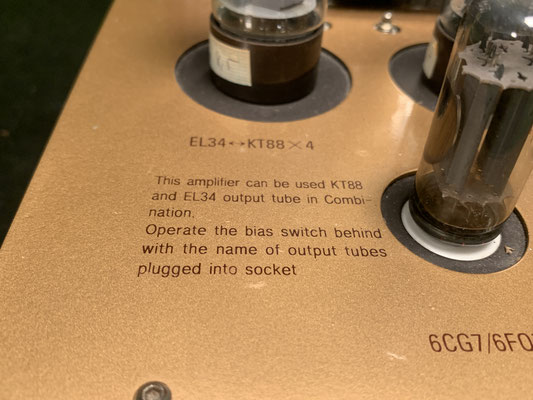 EL34↔KT88×4
This amplifier can be used KT88
and EL34 output tube in Combi-
nation.
Operate the bias switch behind
with the name of output tubes
plugged into socket
6CG7/6FQ